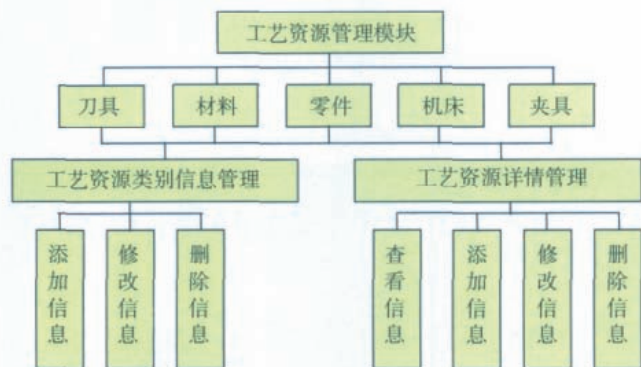 工艺资源管理模块
刀具
材料
零件
机床
夹具
工艺资源类别信息管理
工艺资源详情管理
添加信息
修改信息
删除信息
查看信息
添加信息
修改信息
删除信息